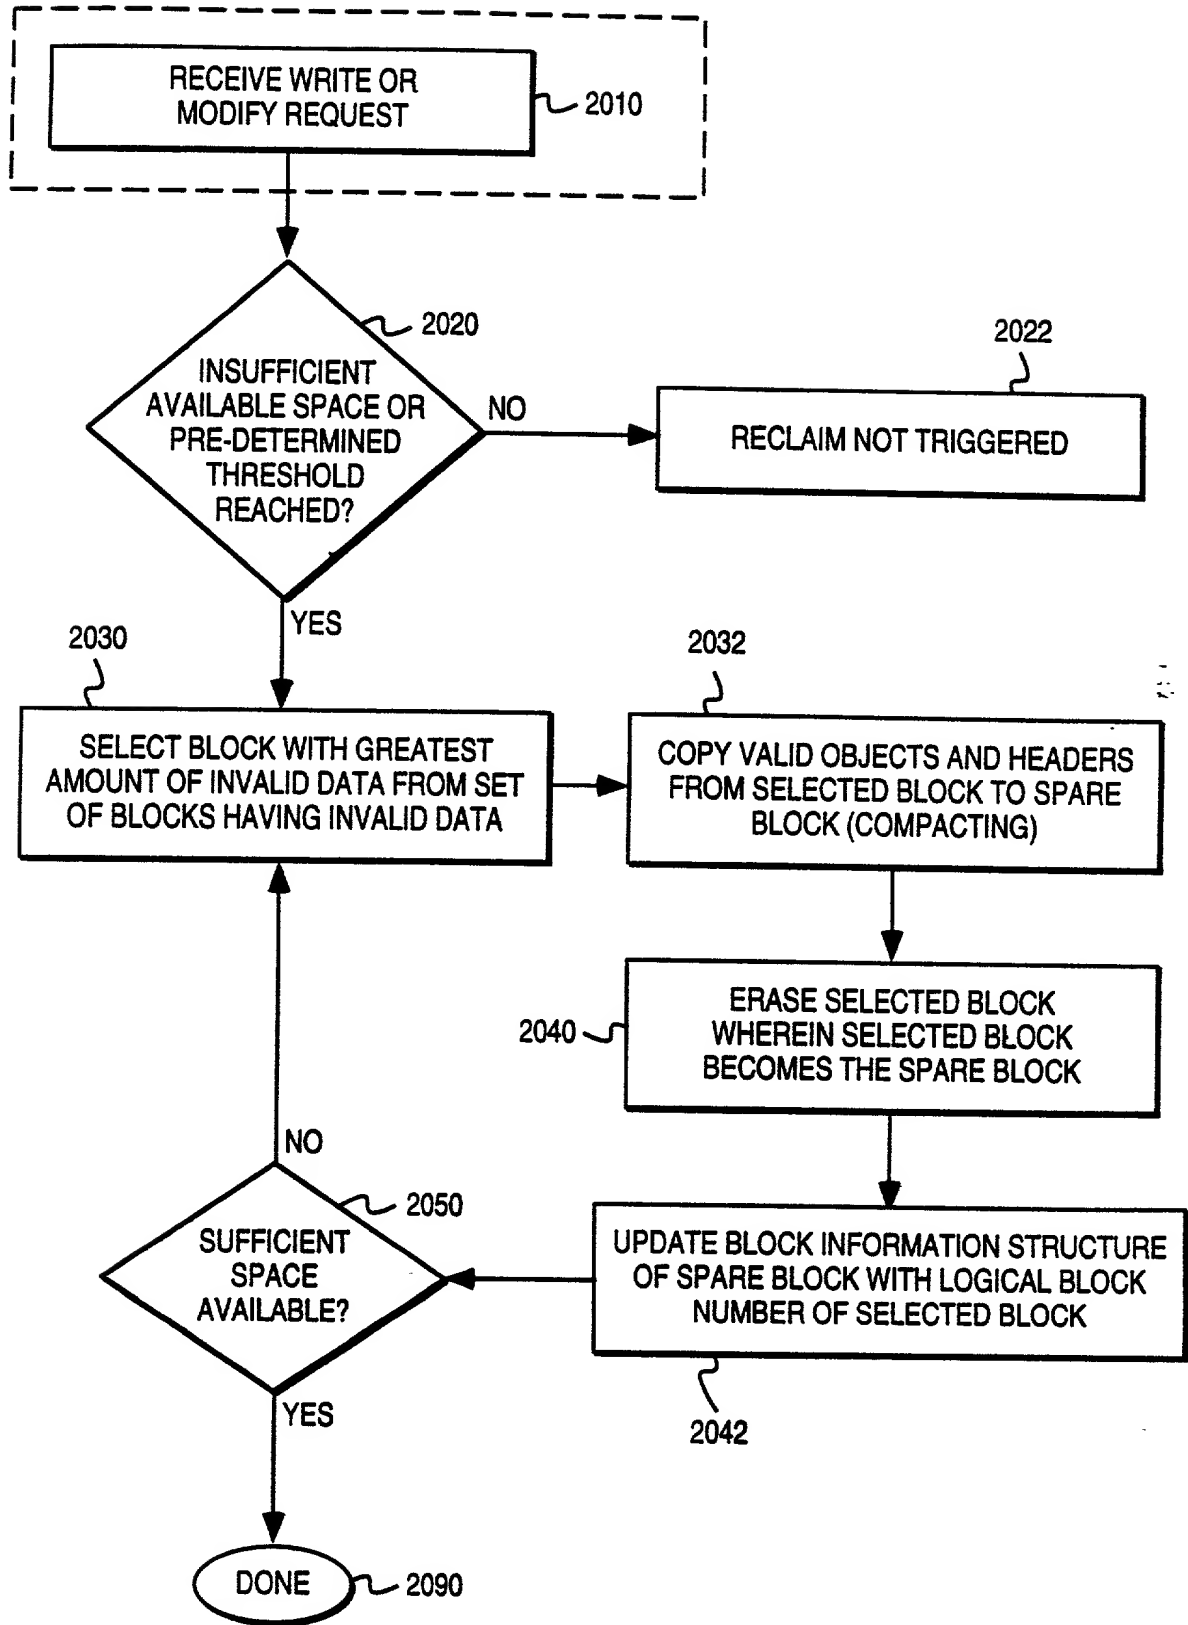 RECEIVE WRITE OR
MODIFY REQUEST
2010
2020
INSUFFICIENT
AVAILABLE SPACE OR
PRE-DETERMINED
THRESHOLD
REACHED?
NO
2022
RECLAIM NOT TRIGGERED
YES
2030
SELECT BLOCK WITH GREATEST
AMOUNT OF INVALID DATA FROM SET
OF BLOCKS HAVING INVALID DATA
2032
COPY VALID OBJECTS AND HEADERS
FROM SELECTED BLOCK TO SPARE
BLOCK (COMPACTING)
2040
ERASE SELECTED BLOCK
WHEREIN SELECTED BLOCK
BECOMES THE SPARE BLOCK
UPDATE BLOCK INFORMATION STRUCTURE
OF SPARE BLOCK WITH LOGICAL BLOCK
NUMBER OF SELECTED BLOCK
2042
NO
2050
SUFFICIENT
SPACE
AVAILABLE?
YES
DONE
2090